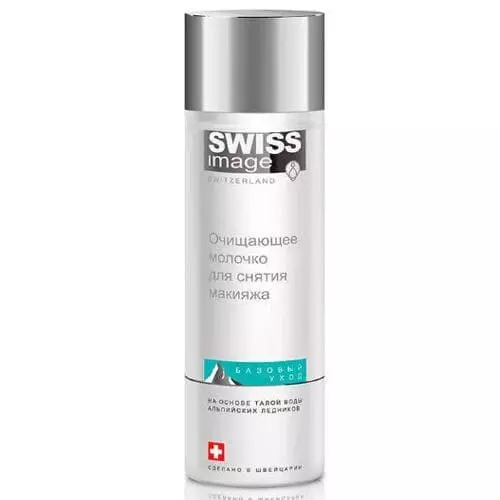 SWISS
image
SWITZERLAND
Очищающее
молочко
для снятия
макияжа
БАЗОВЫЙ
УХОД
НА ОСНОВЕ ТАЛОЙ ВОДЫ
АЛЬПИЙСКИХ ЛЕДНИКОВ
СДЕЛАНО В ШВЕЙЦАРИИ